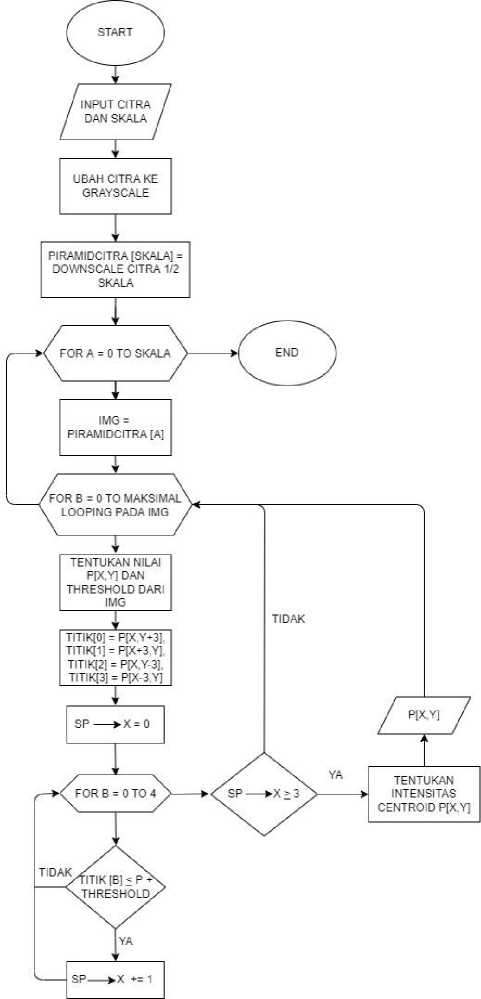 START
INPUT CITRA
DAN SKALA
UBAH CITRA KE
GRAYSCALE
PIRAMIDCITRA [SKALA] =
DOWNSCALE CITRA 1/2
SKALA
FOR A = 0 TO SKALA
END
IMG =
PIRAMIDCITRA [A]
FOR B = 0 TO MAKSIMAL
LOOPING PADA IMG
TENTUKAN NILAI
P[X,Y] DAN
THRESHOLD DARI
IMG
TIDAK
TITIK[0] = P[X,Y+3],
TITIK[1] = P[X+3,Y],
TITIK[2] = P[X,Y-3],
TITIK[3] = P[X-3,Y]
P[X,Y]
SP → X = 0
FOR B = 0 TO 4
SP → X ≥ 3
YA
TENTUKAN
INTENSITAS
CENTROID P[X,Y]
TIDAK
TITIK [B] ≤ P +
THRESHOLD
YA
SP → X += 1